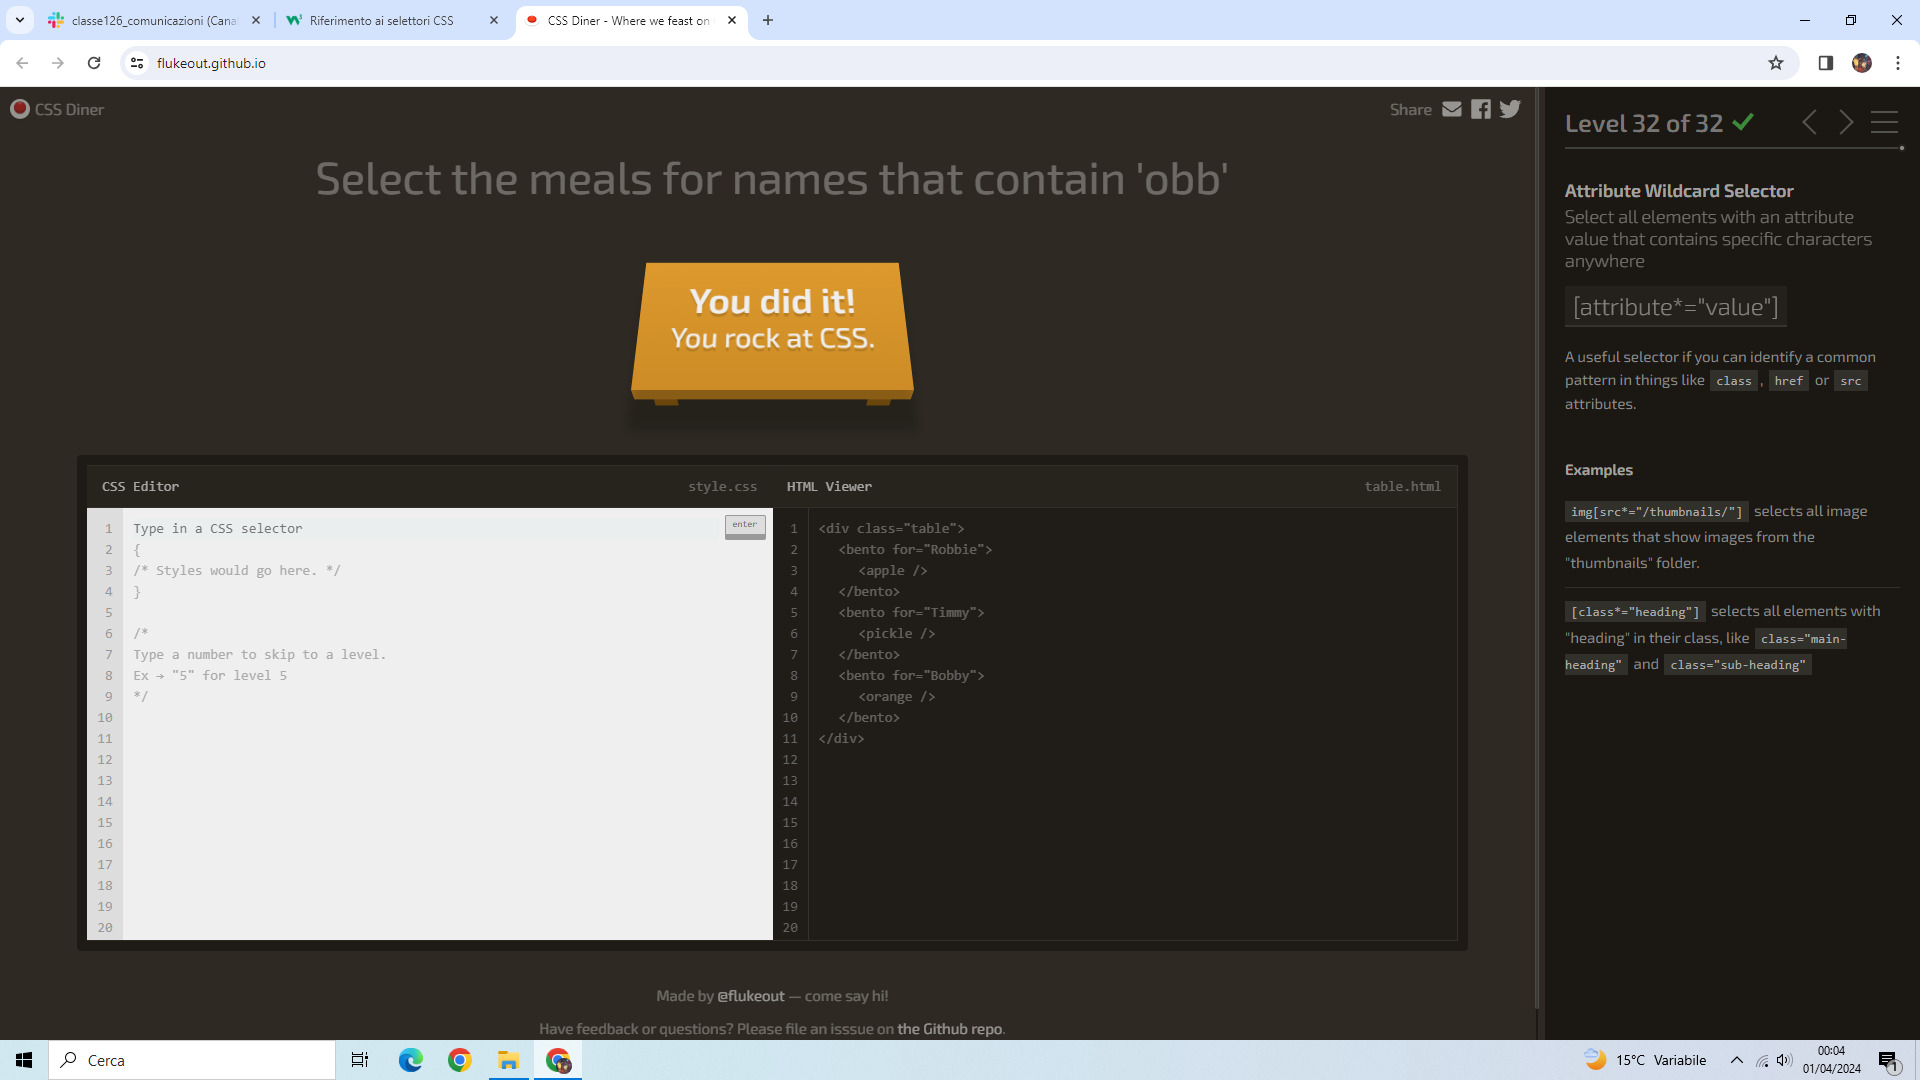 classe126_comunicazioni (Cana
Riferimento ai selettori CSS
CSS Diner - Where we feast on
flukeout.github.io
CSS Diner
Share
Select the meals for names that contain 'obb'
You did it!
You rock at CSS.
CSS Editor
style.css
HTML Viewer
table.html
1
2
3
4
5
6
7
8
9
10
11
12
13
14
15
16
17
18
19
20
Type in a CSS selector
enter
{
/* Styles would go here. */
}
/*
Type a number to skip to a level.
Ex → "5" for level 5
*/
1
2
3
4
5
6
7
8
9
10
11
12
13
14
15
16
17
18
19
20
<div class="table">
<bento for="Robbie">
<apple />
</bento>
<bento for="Timmy">
<pickle />
</bento>
<bento for="Bobby">
<orange />
</bento>
</div>
Made by @flukeout — come say hi!
Have feedback or questions? Please file an isssue on the Github repo.
Level 32 of 32
Attribute Wildcard Selector
Select all elements with an attribute
value that contains specific characters
anywhere
[attribute*="value"]
A useful selector if you can identify a common
pattern in things like class, href or src
attributes.
Examples
img[src*="/thumbnails/"] selects all image
elements that show images from the
"thumbnails" folder.
[class*="heading"] selects all elements with
"heading" in their class, like class="main-
heading" and class="sub-heading"
Cerca
15°C Variabile
00:04
01/04/2024
1